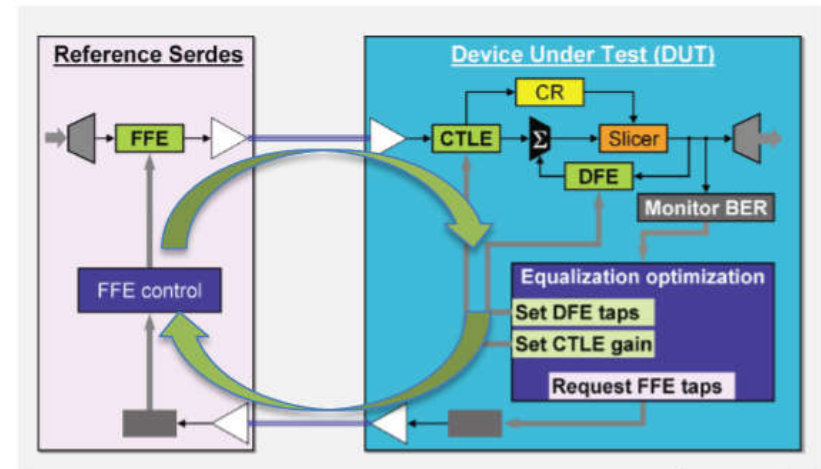 Reference Serdes
Device Under Test (DUT)
CR
FFE
CTLE
Σ
Slicer
DFE
Monitor BER
FFE control
Equalization optimization
Set DFE taps
Set CTLE gain
Request FFE taps